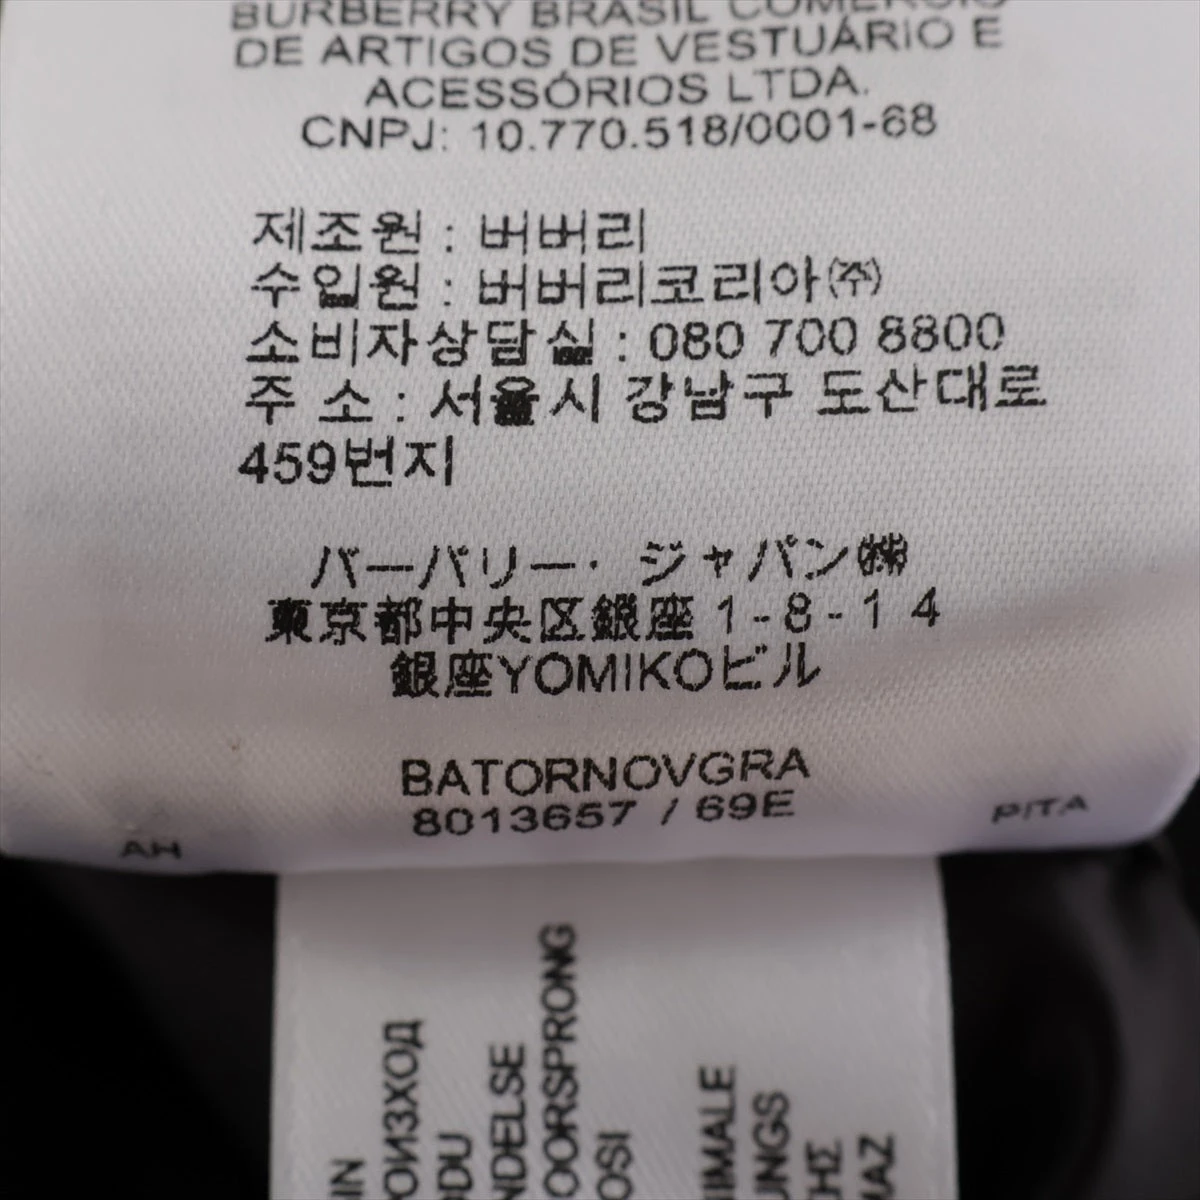 BURBERRY BRASIL COMÉRCIO
DE ARTIGOS DE VESTUÁRIO E
ACESSÓRIOS LTDA.
CNPJ: 10.770.518/0001-68
제조원 : 버버리
수입원 : 버버리코리아㈜
소비자상담실 : 080 700 8800
주 소 : 서울시 강남구 도산대로
459번지
バーバリー・ジャパン㈱
東京都中央区銀座 1-8-1 4
銀座YOMIKOビル
BATORNOVGRA
8013657 / 69E
AH
PITA
VOORSPRONG